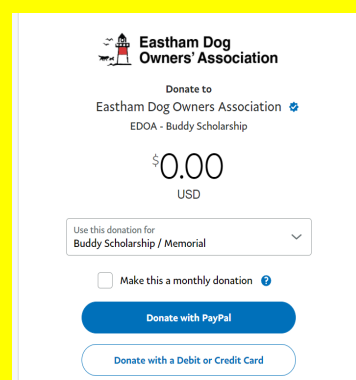 Eastham Dog
Owners' Association
Donate to
Eastham Dog Owners Association
EDOA - Buddy Scholarship
$0.00
USD
Use this donation for
Buddy Scholarship / Memorial
Make this a monthly donation ?
Donate with PayPal
Donate with a Debit or Credit Card